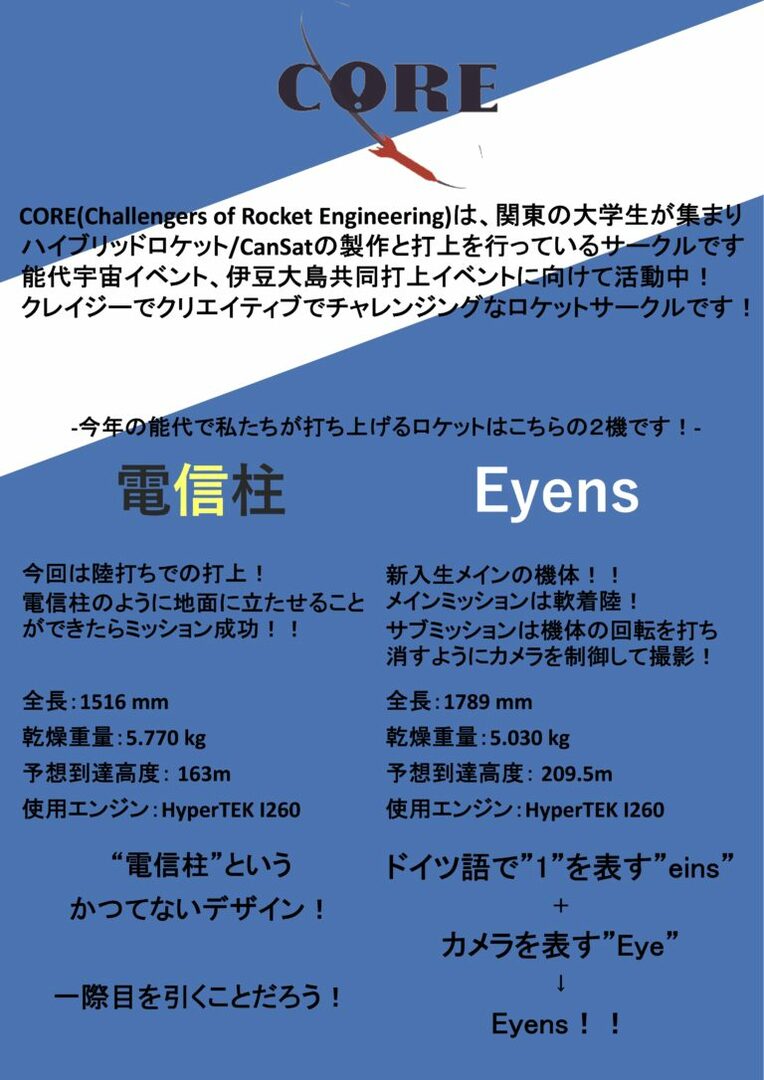 CORE
CORE(Challengers of Rocket Engineering)は、関東の大学生が集まり
ハイブリッドロケット/CanSatの製作と打上を行っているサークルです
能代宇宙イベント、伊豆大島共同打上イベントに向けて活動中！
クレイジーでクリエイティブでチャレンジングなロケットサークルです！
-今年の能代で私たちが打ち上げるロケットはこちらの２機です！-
電信柱
今回は陸打ちでの打上！
電信柱のように地面に立たせること
ができたらミッション成功！！
全長：1516 mm
乾燥重量：5.770 kg
予想到達高度： 163m
使用エンジン：HyperTEK I260
“電信柱”という
かつてないデザイン！
一際目を引くことだろう！
Eyens
新入生メインの機体！！
メインミッションは軟着陸！
サブミッションは機体の回転を打ち
消すようにカメラを制御して撮影！
全長：1789 mm
乾燥重量：5.030 kg
予想到達高度： 209.5m
使用エンジン：HyperTEK I260
ドイツ語で”1”を表す”eins”
＋
カメラを表す”Eye”
↓
Eyens！！